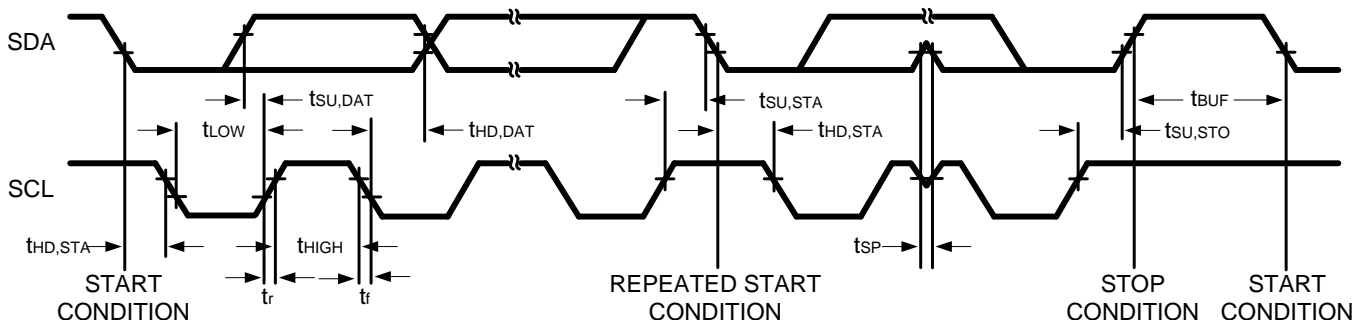 SDA
tSU,DAT
tSU,STA
tBUF
tLOW
tHD,DAT
tHD,STA
tSU,STO
SCL
tHD,STA
tHIGH
tSP
tr
tf
START
CONDITION
REPEATED START
CONDITION
STOP
CONDITION
START
CONDITION